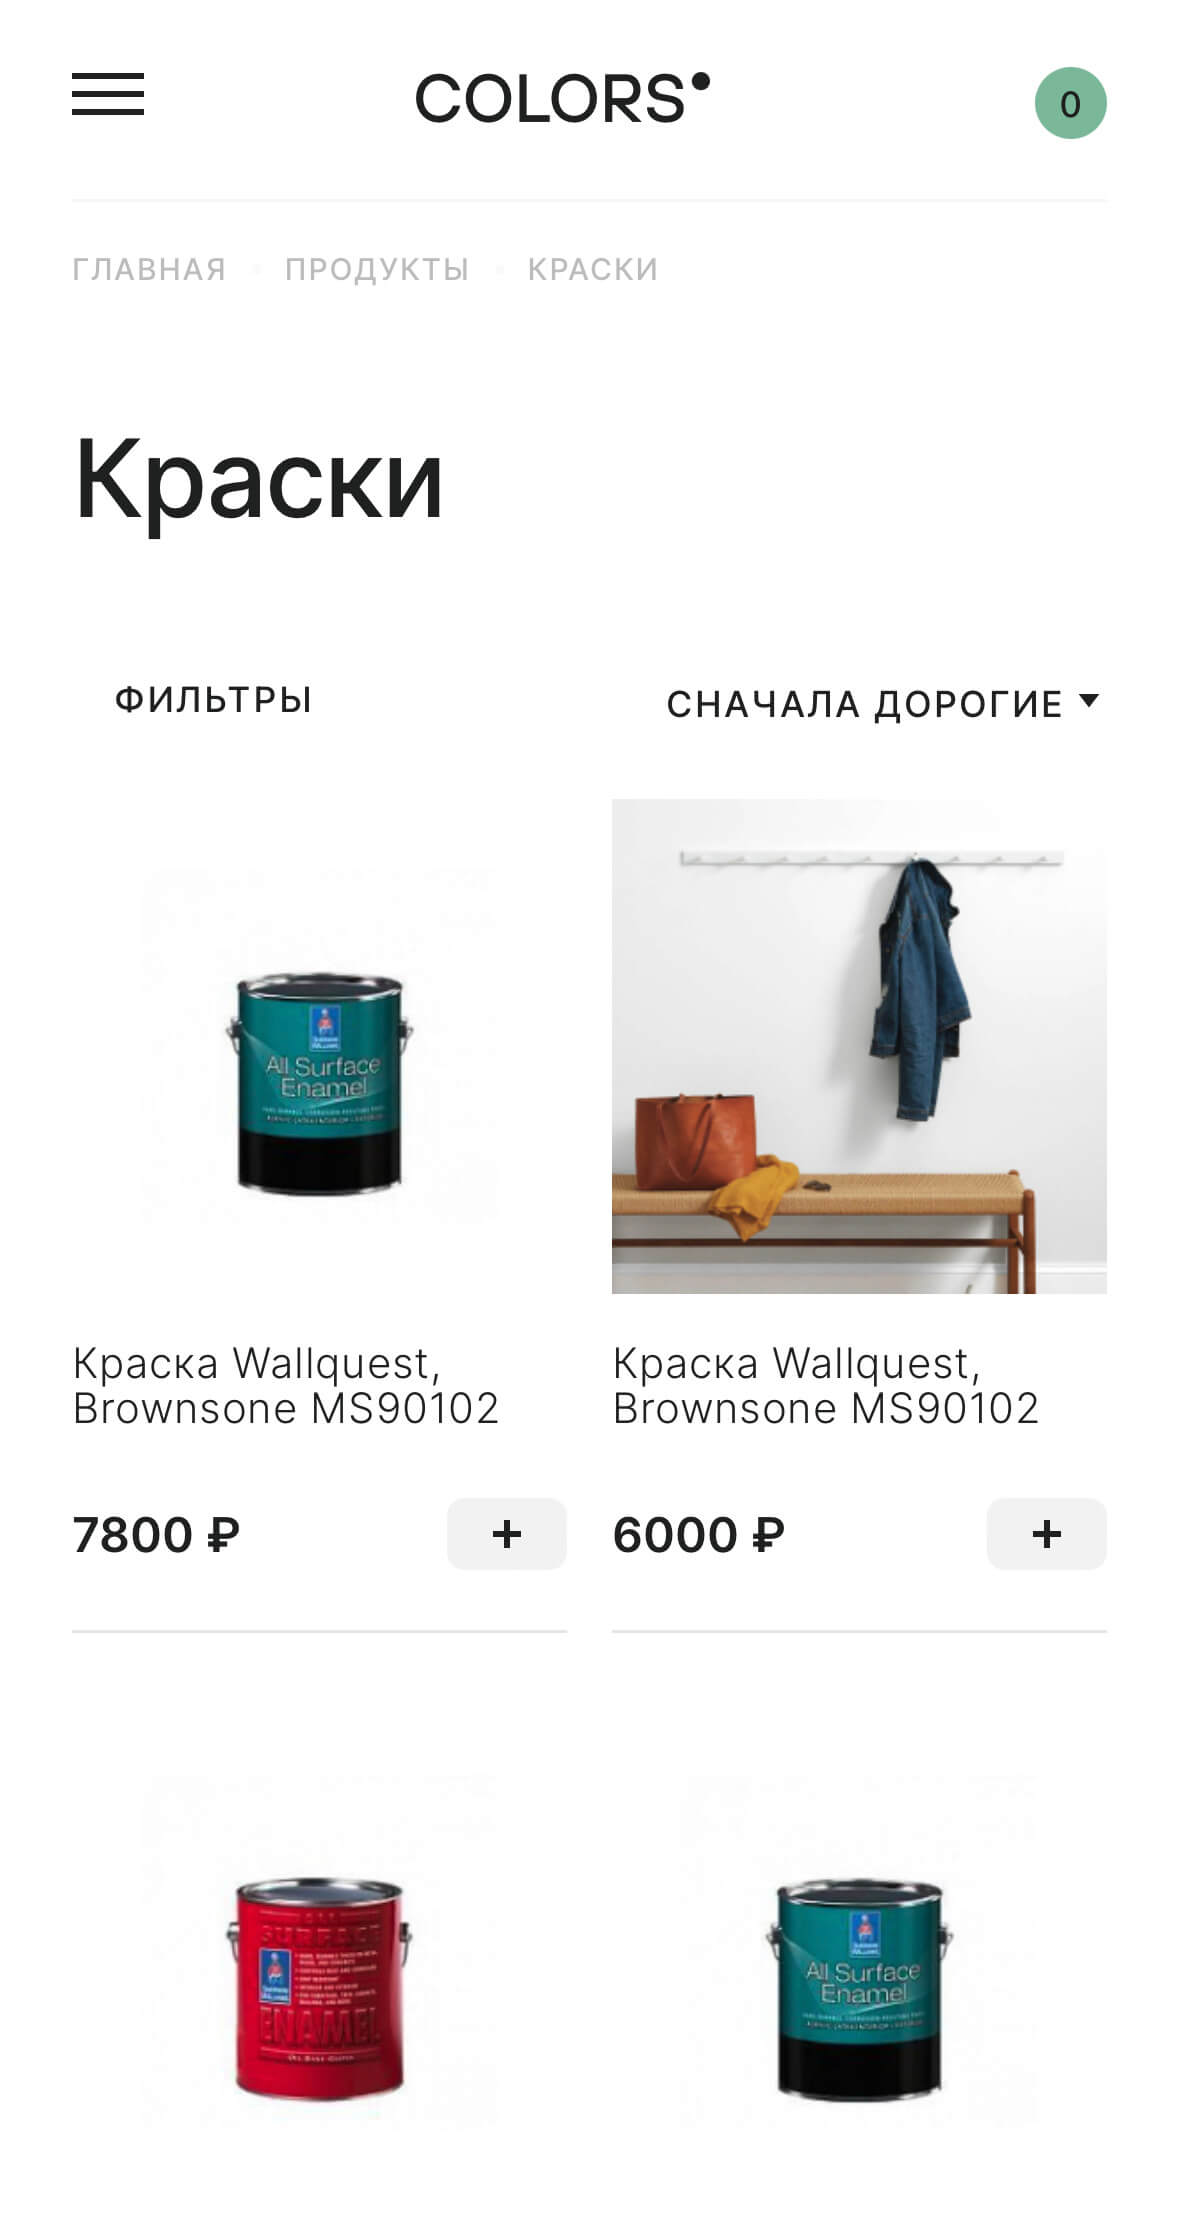 COLORS
0
ГЛАВНАЯ ПРОДУКТЫ КРАСКИ
Краски
ФИЛЬТРЫ
СНАЧАЛА ДОРОГИЕ
All Surface
Enamel
Краска Wallquest,
Brownsone MS90102
7800 ₽
+
Краска Wallquest,
Brownsone MS90102
6000 ₽
+
SURFACE
ENAMEL
All Surface
Enamel